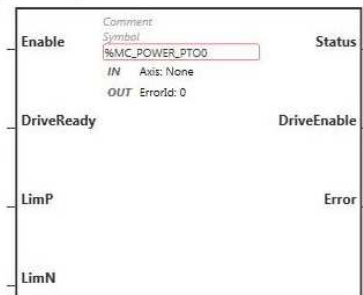 Comment
Symbol
Enable %MC_POWER_PTO0 Status
IN Axis: None
OUT ErrorId: 0
DriveReady DriveEnable
LimP Error
LimN